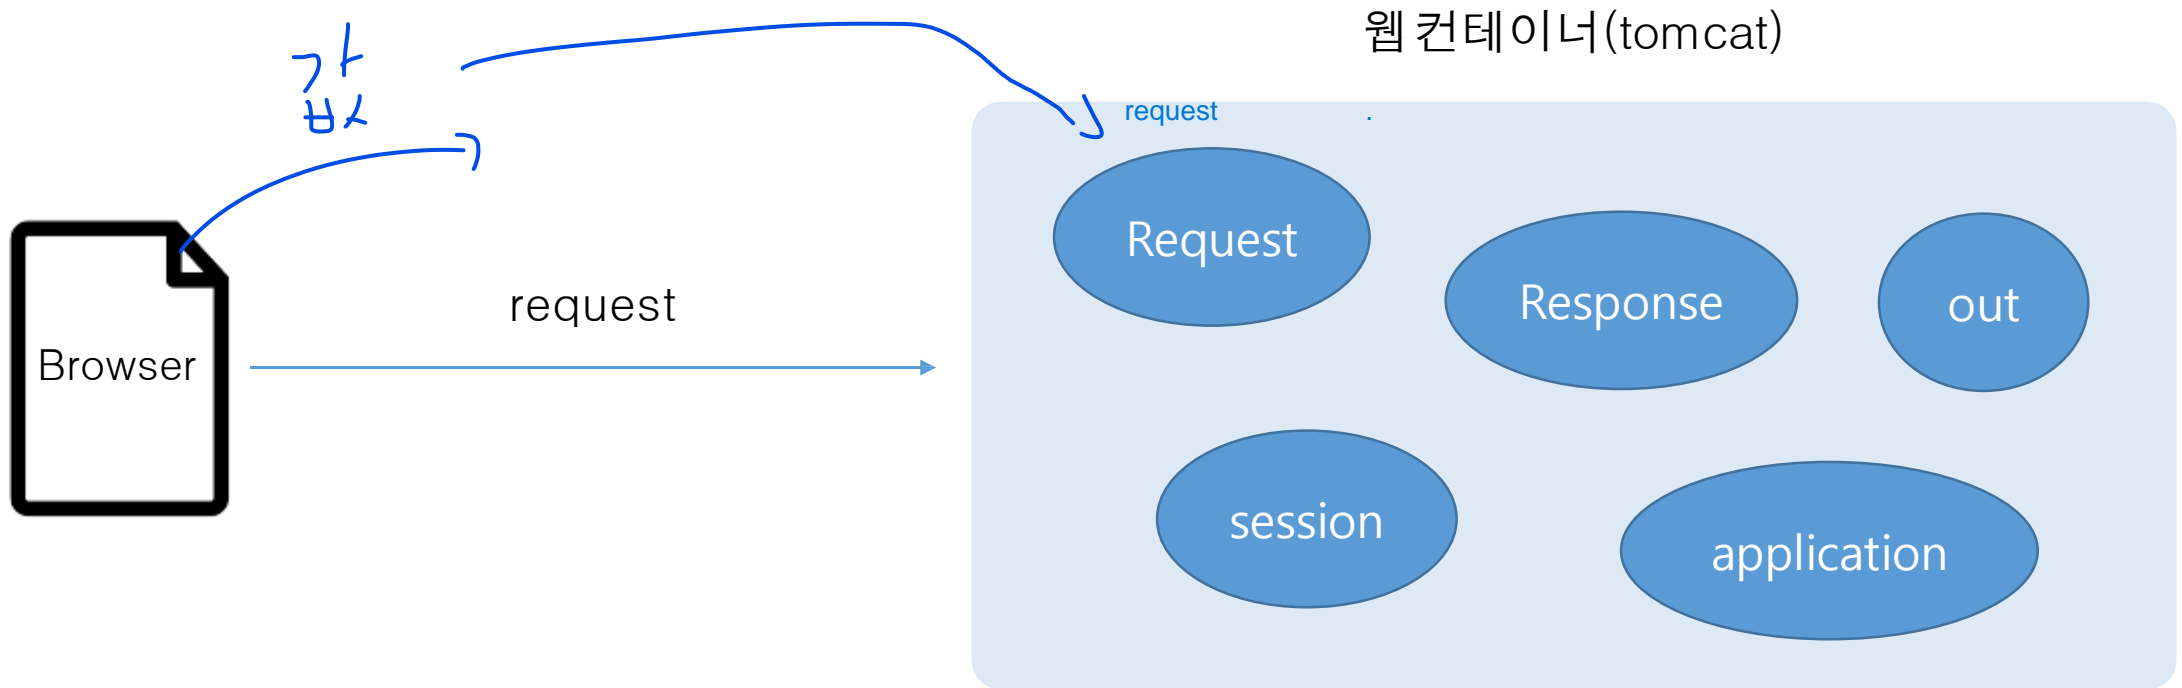 웹컨테이너(tomcat)
값
request .
Request
Response
out
request
Browser
session
application